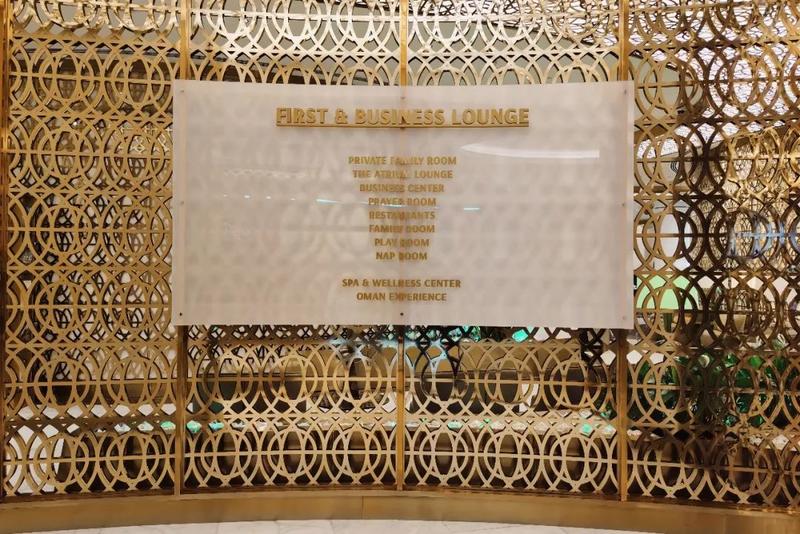 FIRST & BUSINESS LOUNGE
PRIVATE FAMILY ROOM
THE ATRIUM LOUNGE
BUSINESS CENTER
PRAYER ROOM
RESTAURANTS
FAMILY ROOM
PLAY ROOM
NAP ROOM
SPA & WELLNESS CENTER
OMAN EXPERIENCE